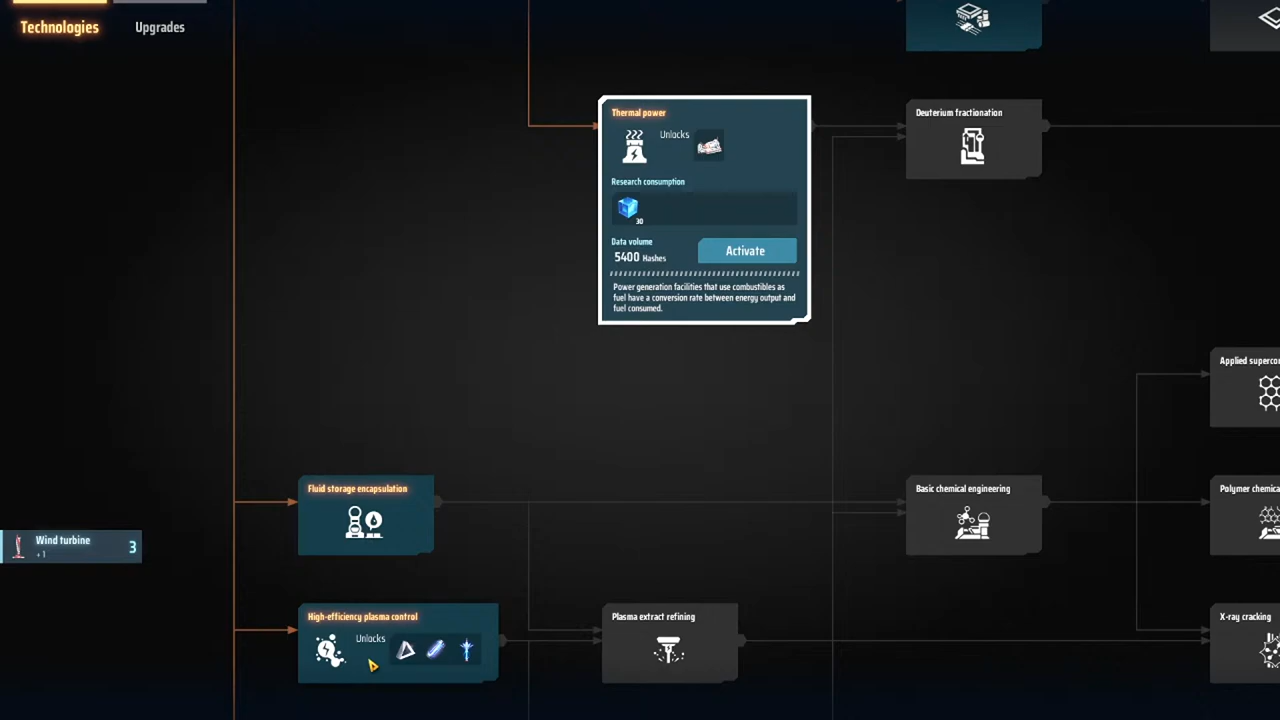 Technologies
Upgrades
Thermal power
Unlocks
Research consumption
30
Data volume
5400 Hashes
Activate
Power generation facilities that use combustibles as
fuel have a conversion rate between energy output and
fuel consumed.
Deuterium fractionation
Applied superco
Fluid storage encapsulation
Basic chemical engineering
Polymer chemica
Wind turbine
+1
3
High-efficiency plasma control
Unlocks
Plasma extract refining
X-ray cracking